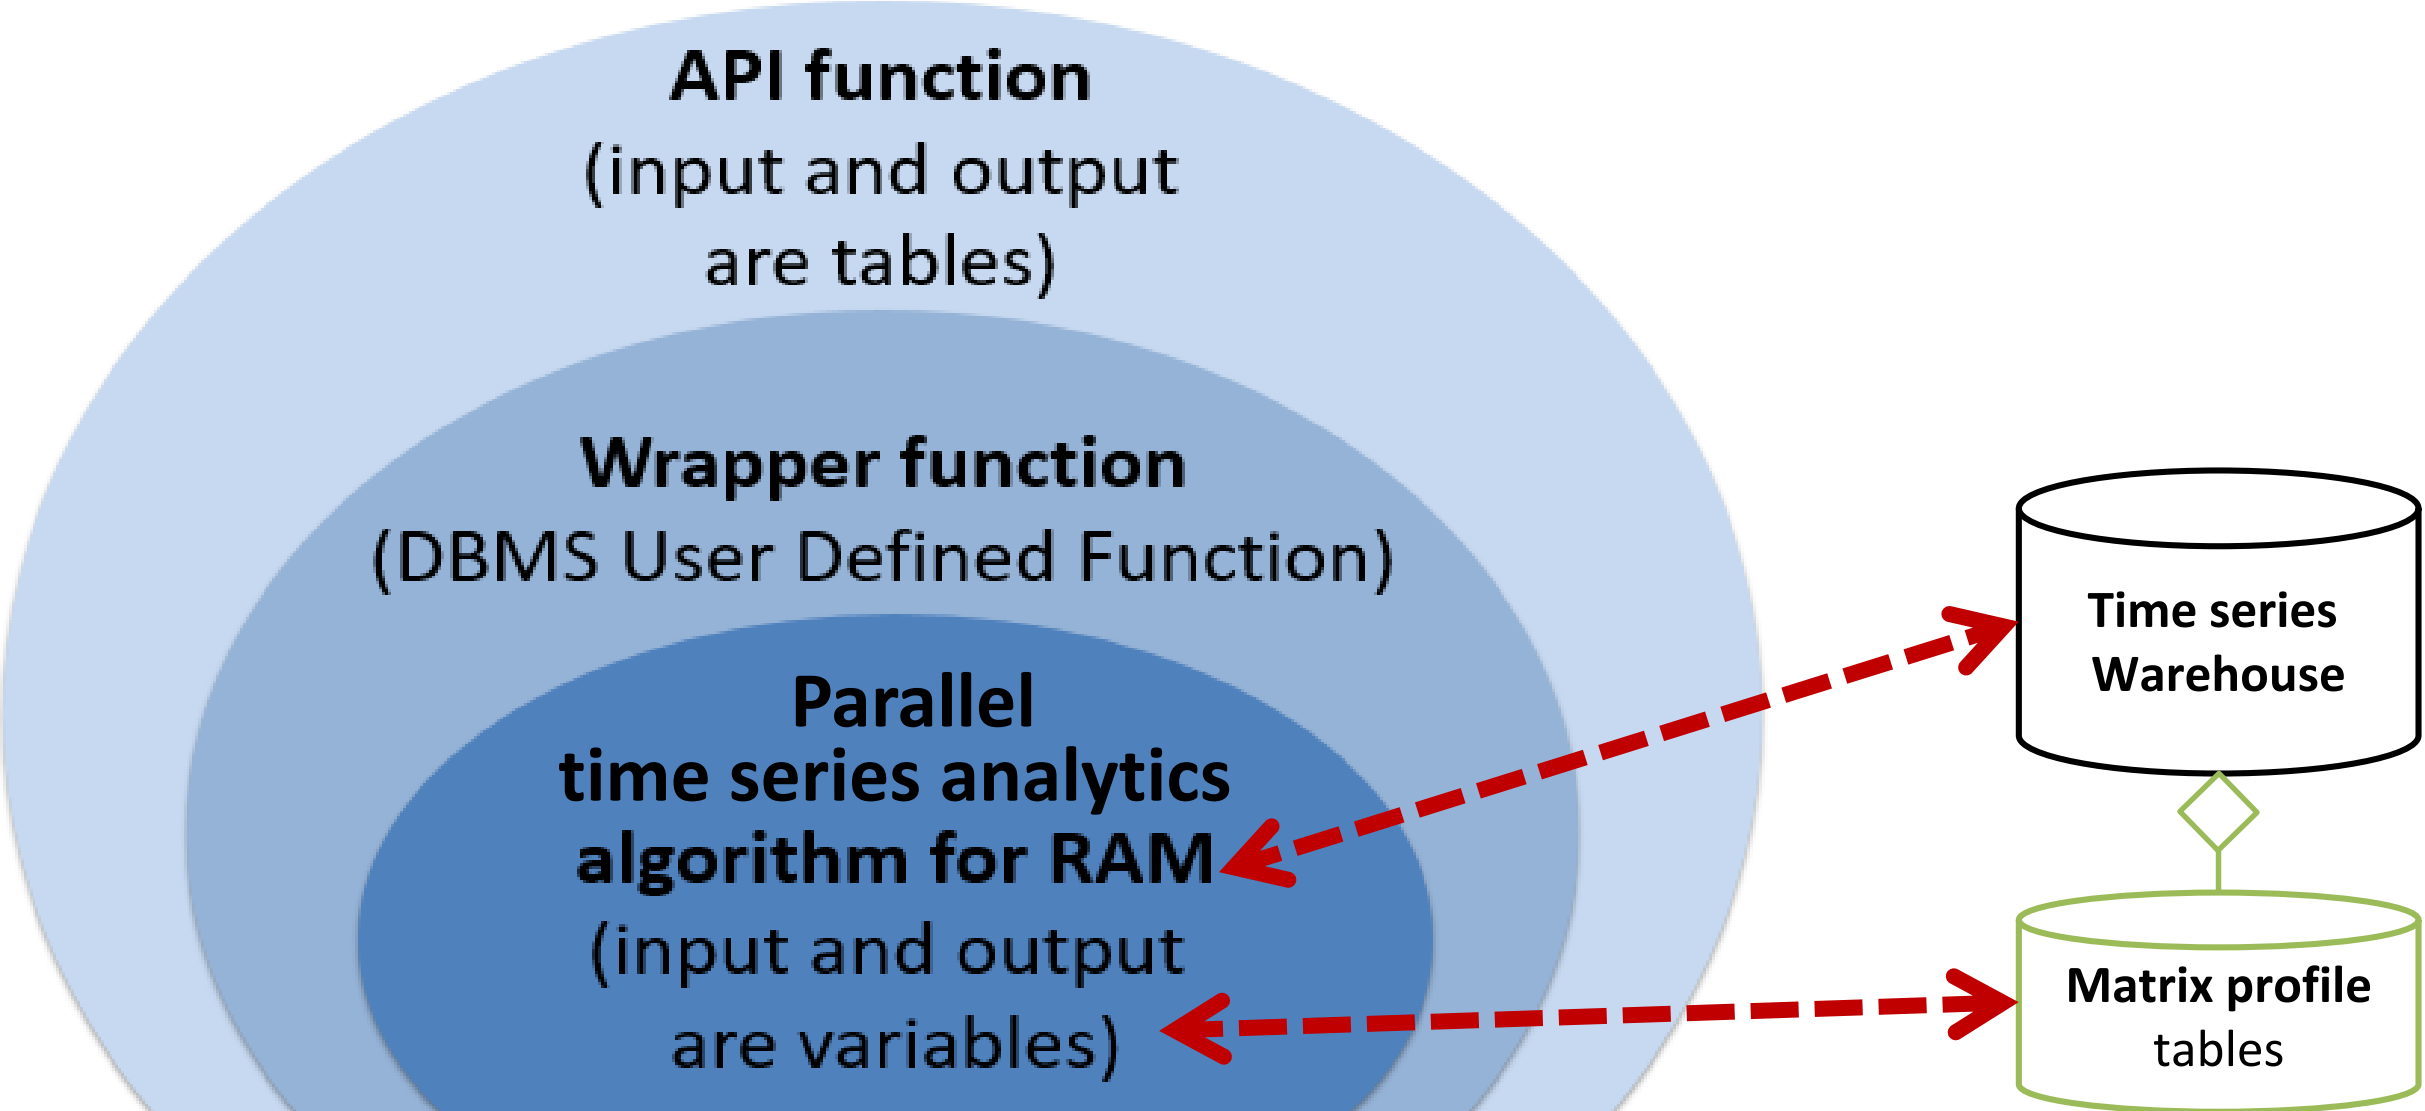 API function
(input and output
are tables)
Wrapper function
(DBMS User Defined Function)
Parallel
time series analytics
algorithm for RAM
(input and output
are variables)
Time series
Warehouse
Matrix profile
tables